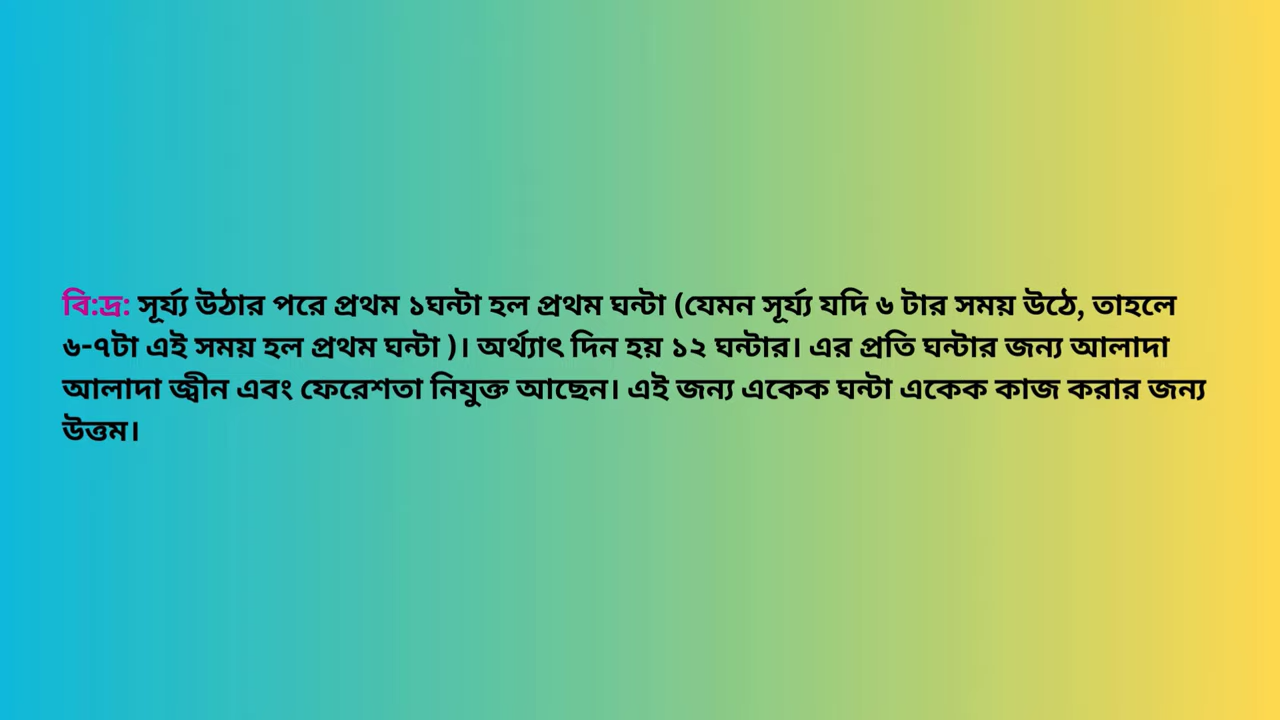 বি:দ্র: সূর্য্য উঠার পরে প্রথম ১ঘন্টা হল প্রথম ঘন্টা (যেমন সূর্য্য যদি ৬ টার সময় উঠে, তাহলে
৬-৭টা এই সময় হল প্রথম ঘন্টা )। অর্থ্যাৎ দিন হয় ১২ ঘন্টার। এর প্রতি ঘন্টার জন্য আলাদা
আলাদা জ্বীন এবং ফেরেশতা নিযুক্ত আছেন। এই জন্য একেক ঘন্টা একেক কাজ করার জন্য
উত্তম।